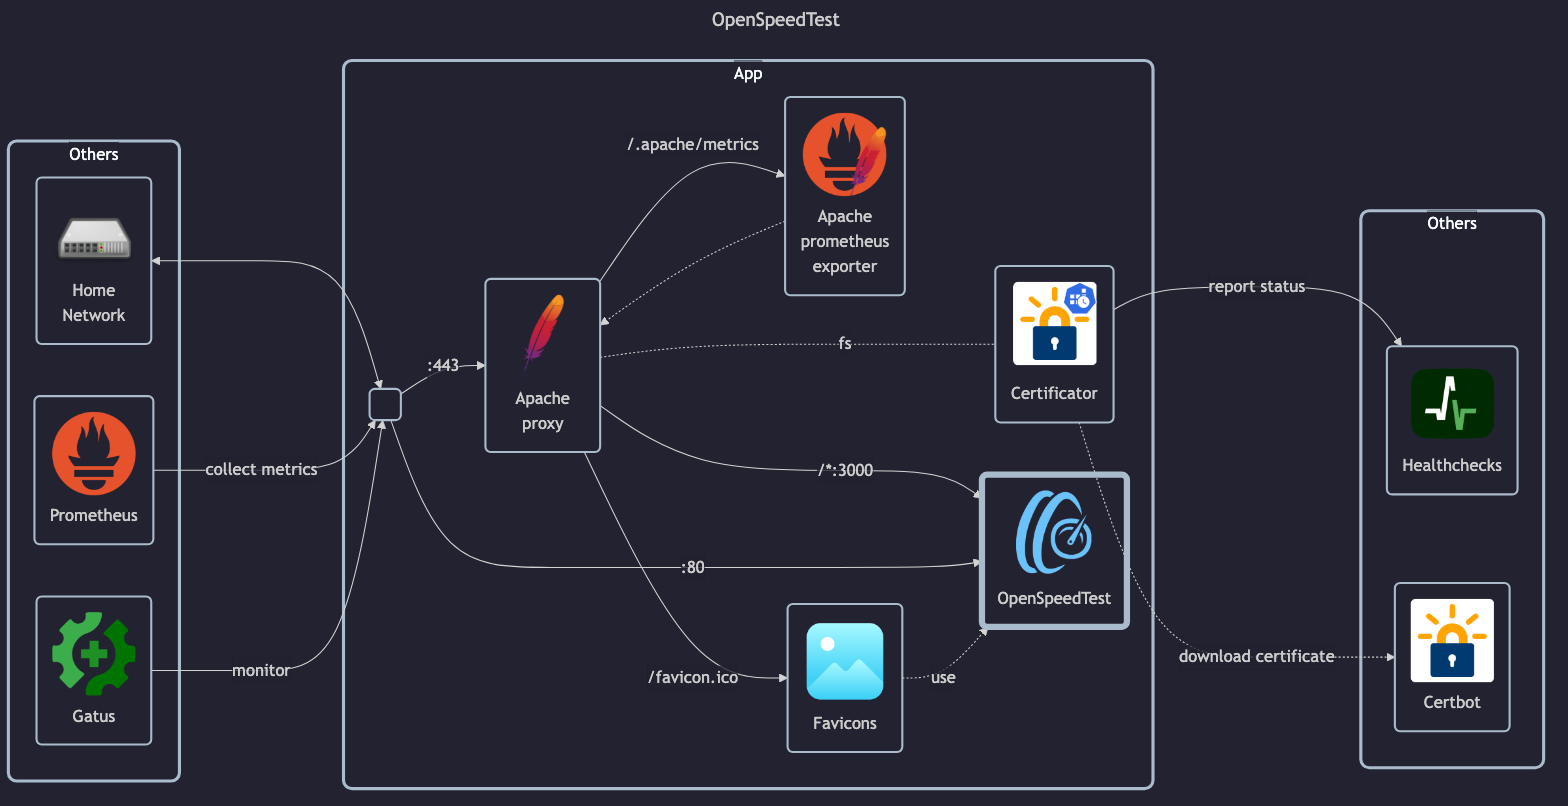 OpenSpeedTest
App
Others
Home
Network
Prometheus
Gatus
collect metrics
monitor
:443
Apache
proxy
/.apache/metrics
Apache
prometheus
exporter
fs
/*:3000
:80
/favicon.ico
Favicons
use
Certificator
OpenSpeedTest
report status
download certificate
Others
Healthchecks
Certbot